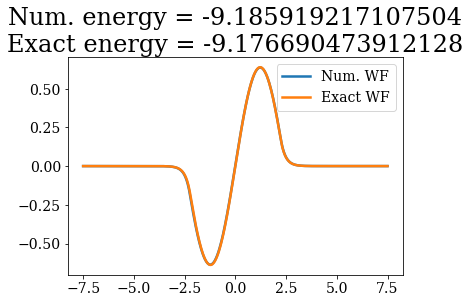 Num. energy = -9.185919217107504
Exact energy = -9.176690473912128
Num. WF
Exact WF
0.50
0.25
0.00
−0.25
−0.50
−7.5 −5.0 −2.5 0.0 2.5 5.0 7.5